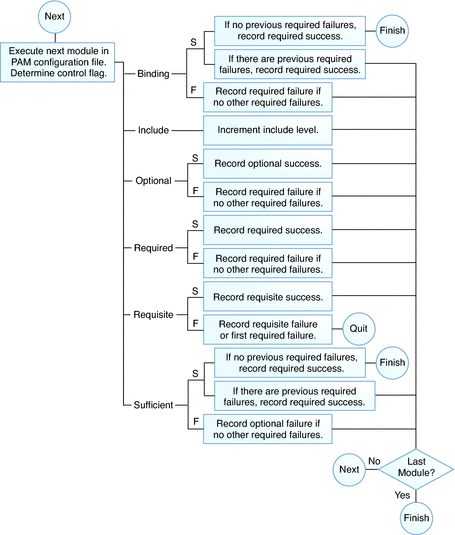 Next
Execute next module in
PAM configuration file.
Determine control flag.
Binding
S
If no previous required failures,
record required success.
Finish
If there are previous required
failures, record required success.
F
Record required failure if
no other required failures.
Include
Increment include level.
Optional
S
Record optional success.
F
Record required failure if
no other required failures.
Required
S
Record required success.
F
Record required failure if
no other required failures.
Requisite
S
Record requisite success.
F
Record requisite failure
or first required failure.
Quit
Sufficient
S
If no previous required failures,
record required success.
Finish
If there are previous required
failures, record required success.
F
Record optional failure if
no other required failures.
Last
Module?
No
Next
Yes
Finish